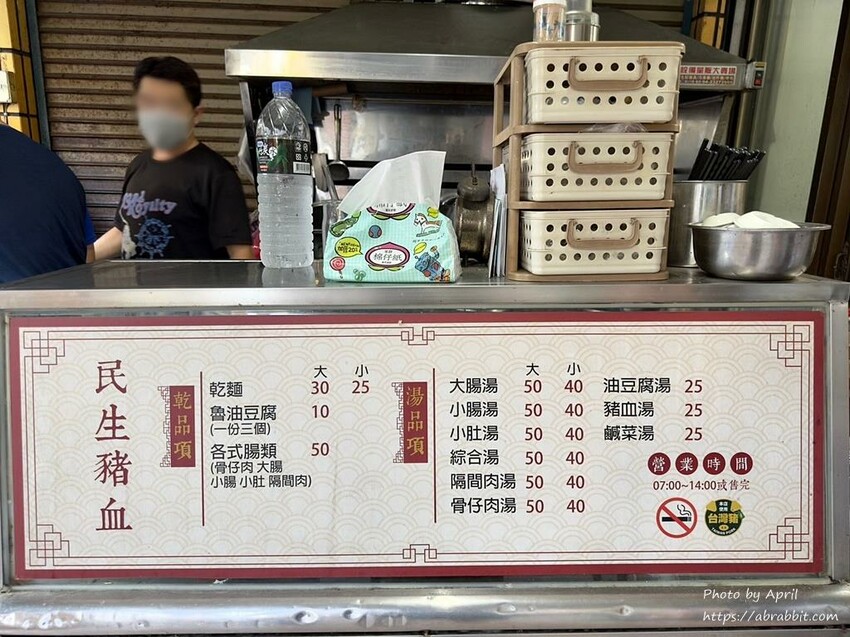 民生豬血
乾品項
大 小
乾麵 30 25
魯油豆腐 10
(一份三個)
各式腸類 50
(骨仔肉 大腸
小腸 小肚 隔間肉)
湯品項
大 小
大腸湯 50 40
小腸湯 50 40
小肚湯 50 40
綜合湯 50 40
隔間肉湯 50 40
骨仔肉湯 50 40
油豆腐湯 25
豬血湯 25
鹹菜湯 25
營業時間
07:00~14:00或售完
台灣豬
棉仔紙
Photo by April
https://abrabbit.com/